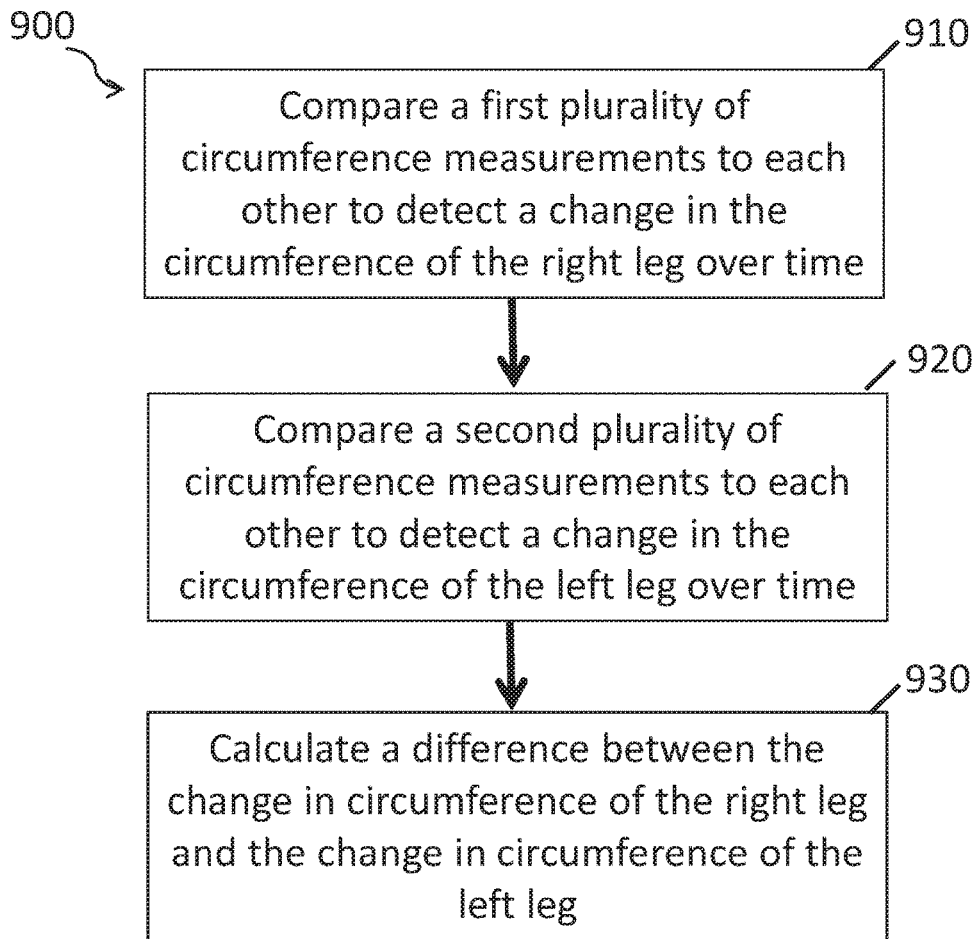 900
910
Compare a first plurality of
circumference measurements to each
other to detect a change in the
circumference of the right leg over time
920
Compare a second plurality of
circumference measurements to each
other to detect a change in the
circumference of the left leg over time
930
Calculate a difference between the
change in circumference of the right leg
and the change in circumference of the
left leg